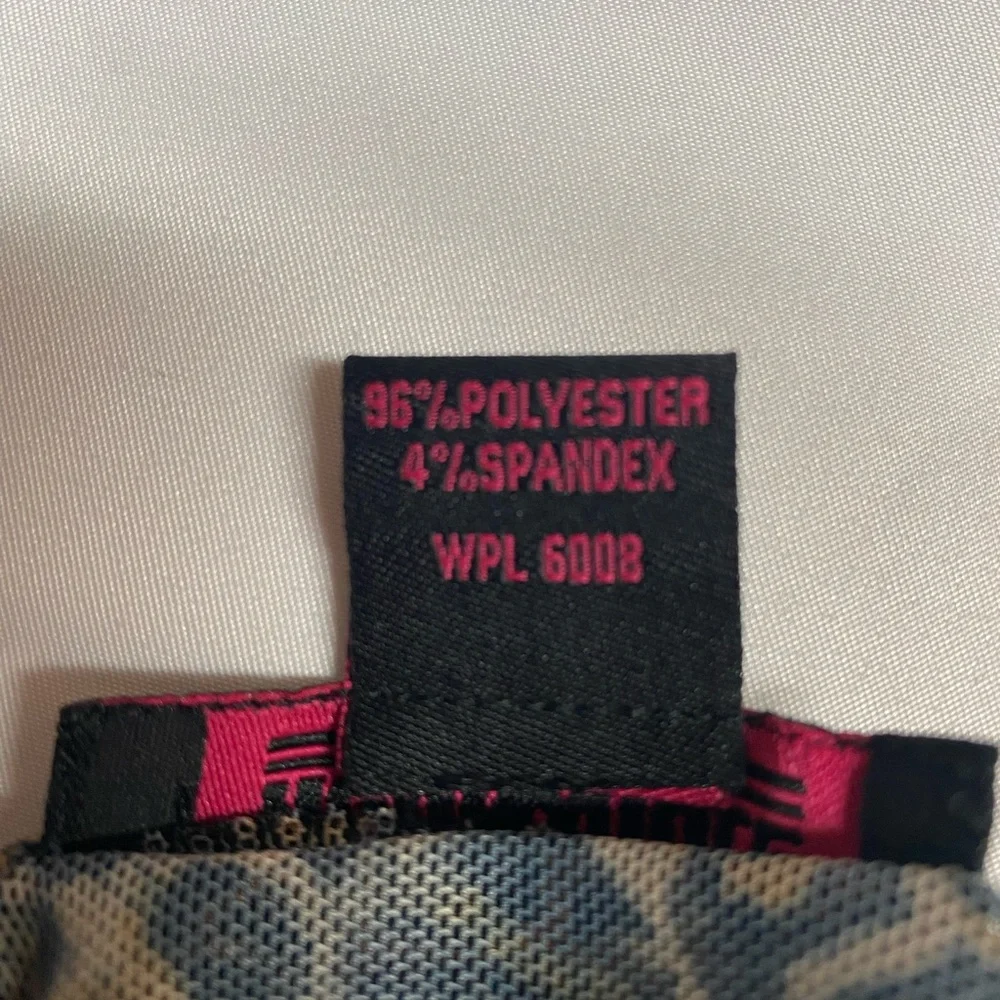 96%POLYESTER
4%SPANDEX
WPL 6008